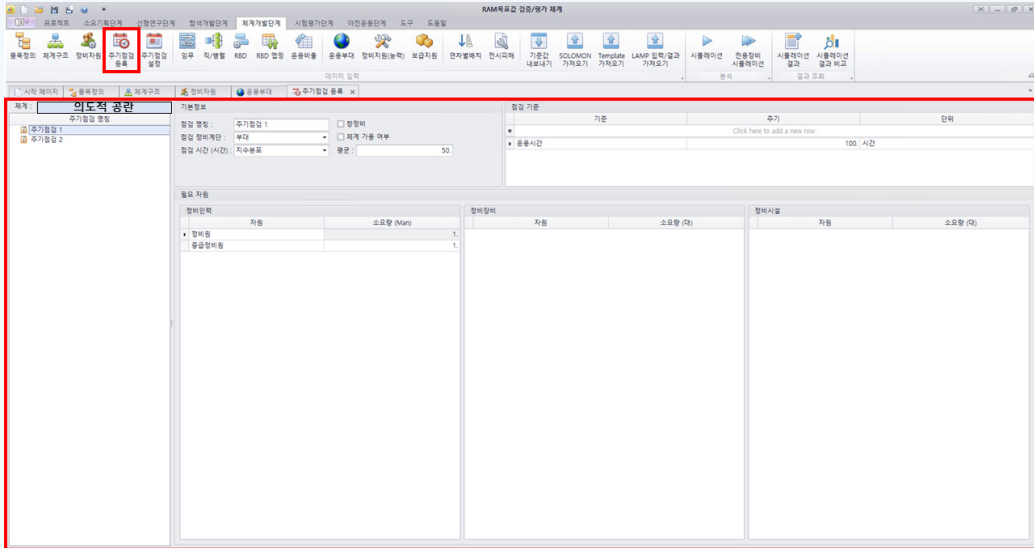 RAM목표값 검증/평가 체계
프로젝트 소요기획단계 선행연구단계 탐색개발단계 체계개발단계 시험평가단계 야전운용단계 도구 도움말
품목정의 체계구조 정비자원 주기점검 등록 주기점검 설정 임무 직/병렬 RBD RBD 맵핑 운용비율 운용부대 정비지원(능력) 보급지원 연차별배치 전시피해 기준값 내보내기 SOLOMON 가져오기 Template 가져오기 LAMP 입력/결과 가져오기 시뮬레이션 전용장비 시뮬레이션 시뮬레이션 결과 시뮬레이션 결과 비교
데이터 입력 분석 결과 조회
시작 페이지 품목정의 체계구조 정비자원 운용부대 주기점검 등록 ×
체계 : 의도적 공란
주기점검 명칭
주기점검 1
주기점검 2
기본정보
점검 명칭 : 주기점검 1 창정비
점검 정비계단 : 부대 체계 가용 여부
점검 시간 (시간) : 지수분포 평균 : 50.
점검 기준
기준 주기 단위
Click here to add a new row
운용시간 100. 시간
필요 자원
정비인력
자원 소요량 (Man)
정비원 1.
중급정비원 1.
정비장비
자원 소요량 (대)
정비시설
자원 소요량 (대)